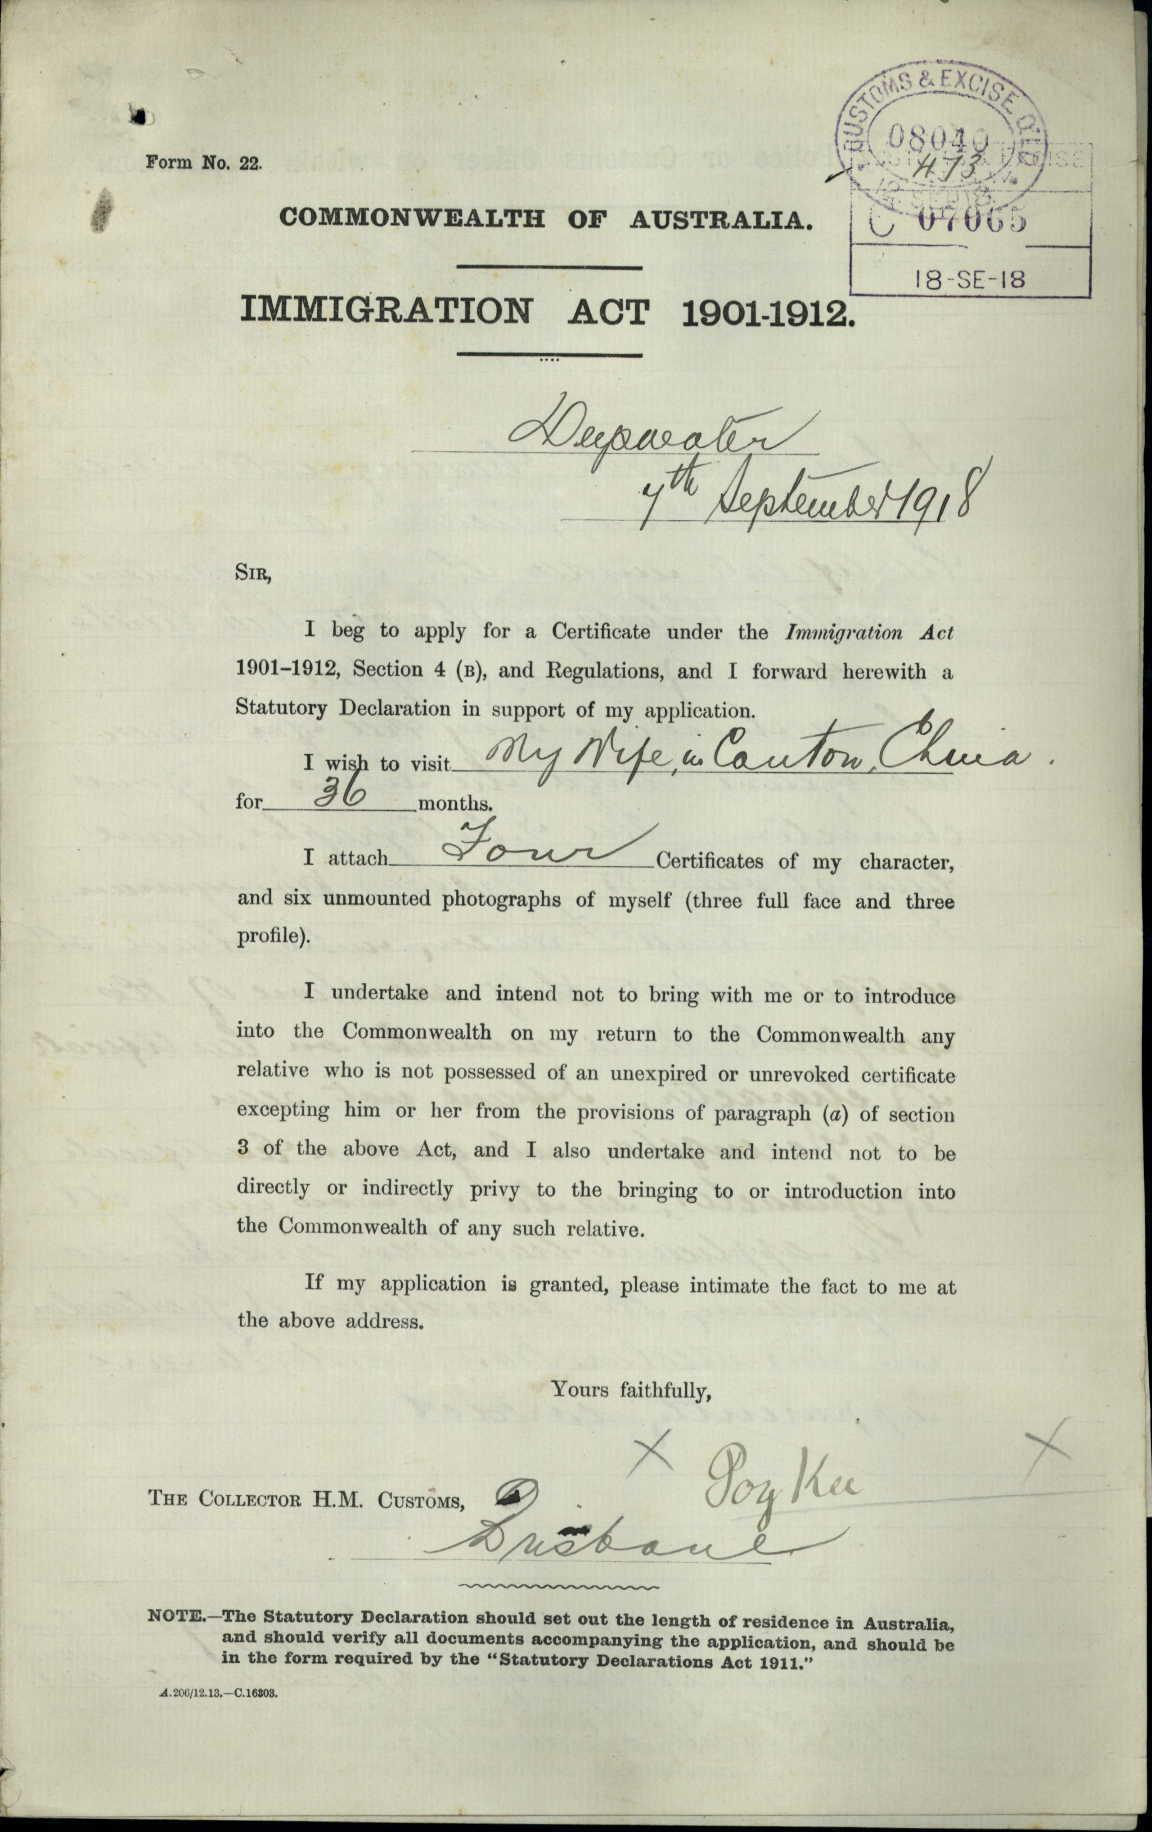 CUSTOMS & EXCISE Q'LD
08040
473
Form No. 22.
C 07065
COMMONWEALTH OF AUSTRALIA.
18-SE-18
IMMIGRATION ACT 1901-1912.
Deepwater
7th September 1918
SIR,
I beg to apply for a Certificate under the Immigration Act
1901–1912, Section 4 (B), and Regulations, and I forward herewith a
Statutory Declaration in support of my application.
I wish to visit My Wife, in Canton, China.
for 36 months.
I attach Four Certificates of my character,
and six unmounted photographs of myself (three full face and three
profile).
I undertake and intend not to bring with me or to introduce
into the Commonwealth on my return to the Commonwealth any
relative who is not possessed of an unexpired or unrevoked certificate
excepting him or her from the provisions of paragraph (a) of section
3 of the above Act, and I also undertake and intend not to be
directly or indirectly privy to the bringing to or introduction into
the Commonwealth of any such relative.
If my application is granted, please intimate the fact to me at
the above address.
Yours faithfully,
X Poy Kee X
THE COLLECTOR H.M. CUSTOMS,
Brisbane
NOTE.—The Statutory Declaration should set out the length of residence in Australia,
and should verify all documents accompanying the application, and should be
in the form required by the "Statutory Declarations Act 1911."
A.206/12.13.—C.16303.